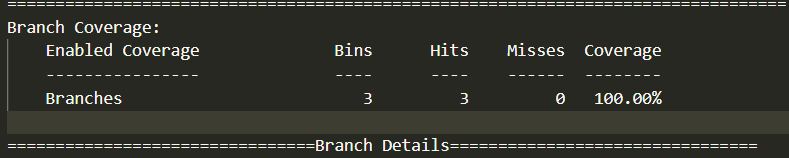 ================================================================================
Branch Coverage:
    Enabled Coverage              Bins      Hits    Misses  Coverage
    ----------------              ----      ----    ------  --------
    Branches                         3         3         0   100.00%
================================Branch Details================================